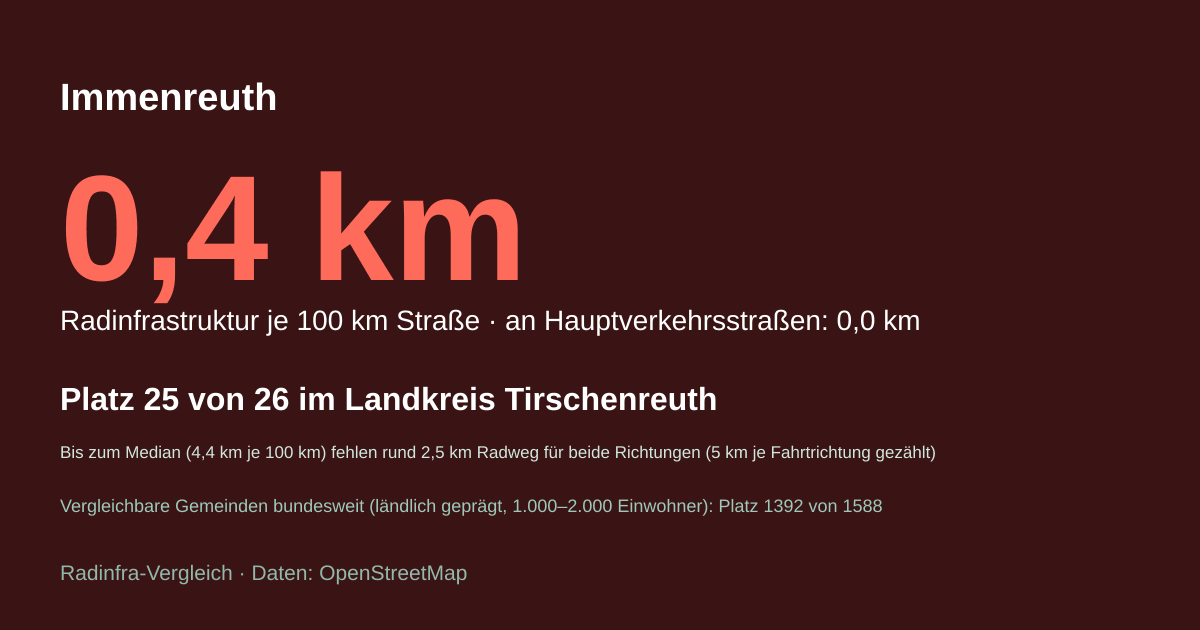 Immenreuth
0,4 km
Radinfrastruktur je 100 km Straße · an Hauptverkehrsstraßen: 0,0 km
Platz 25 von 26 im Landkreis Tirschenreuth
Bis zum Median (4,4 km je 100 km) fehlen rund 2,5 km Radweg für beide Richtungen (5 km je Fahrtrichtung gezählt)
Vergleichbare Gemeinden bundesweit (ländlich geprägt, 1.000–2.000 Einwohner): Platz 1392 von 1588
Radinfra-Vergleich · Daten: OpenStreetMap